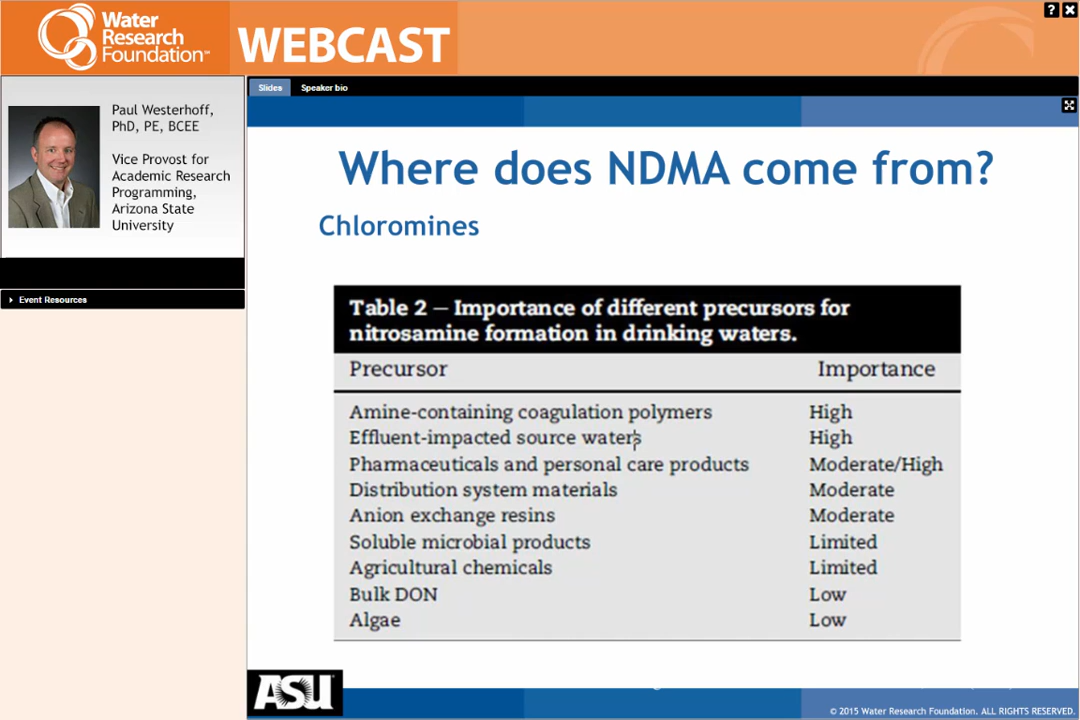 Water
Research
Foundation
WEBCAST
? X
Paul Westerhoff,
PhD, PE, BCEE
Vice Provost for
Academic Research
Programming,
Arizona State
University
Event Resources
Slides Speaker bio
Where does NDMA come from?
Chloromines
Table 2 – Importance of different precursors for
nitrosamine formation in drinking waters.
Precursor Importance
Amine-containing coagulation polymers High
Effluent-impacted source waters High
Pharmaceuticals and personal care products Moderate/High
Distribution system materials Moderate
Anion exchange resins Moderate
Soluble microbial products Limited
Agricultural chemicals Limited
Bulk DON Low
Algae Low
ASU
© 2015 Water Research Foundation. ALL RIGHTS RESERVED.